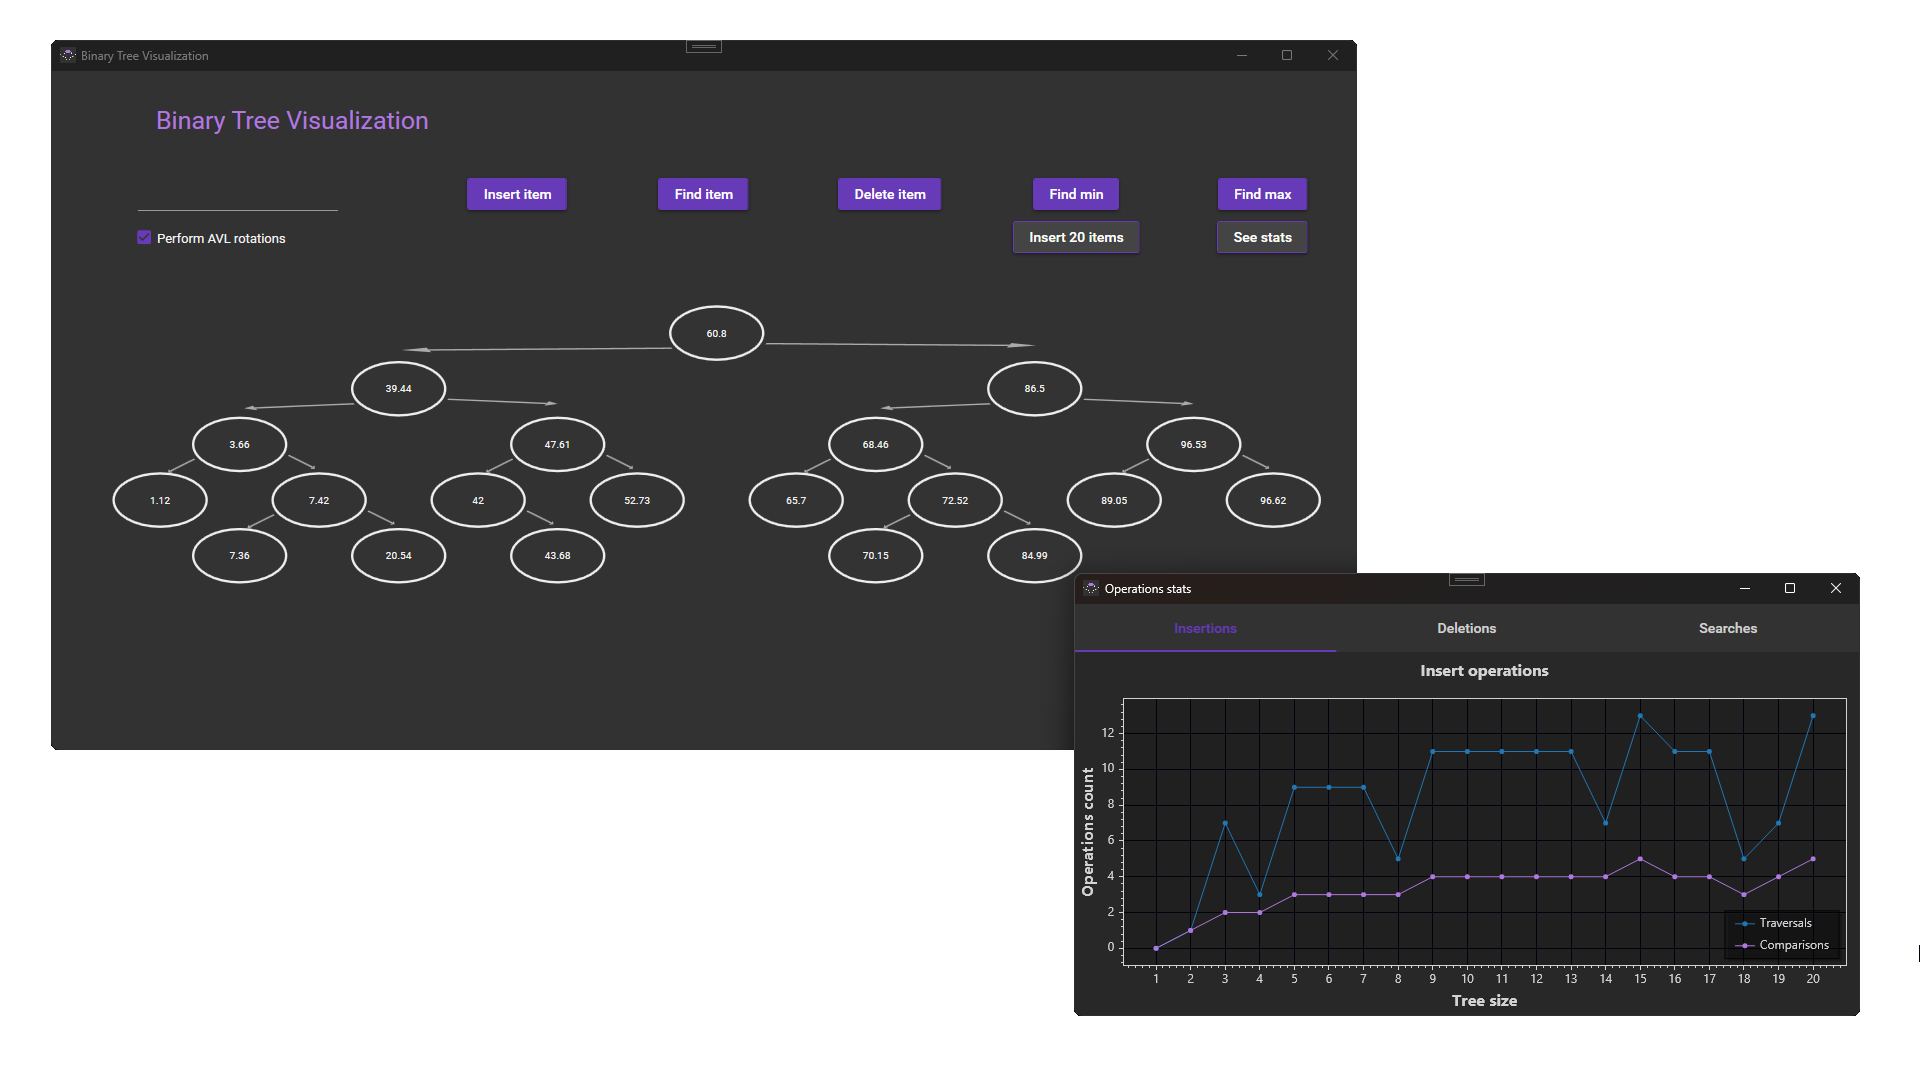 Binary Tree Visualization
Binary Tree Visualization
Insert item
Find item
Delete item
Find min
Find max
Perform AVL rotations
Insert 20 items
See stats
60.8
39.44
86.5
3.66
47.61
68.46
96.53
1.12
7.42
42
52.73
65.7
72.52
89.05
96.62
7.36
20.54
43.68
70.15
84.99
Operations stats
Insertions
Deletions
Searches
Insert operations
Operations count
12
10
8
6
4
2
0
Traversals
Comparisons
1 2 3 4 5 6 7 8 9 10 11 12 13 14 15 16 17 18 19 20
Tree size